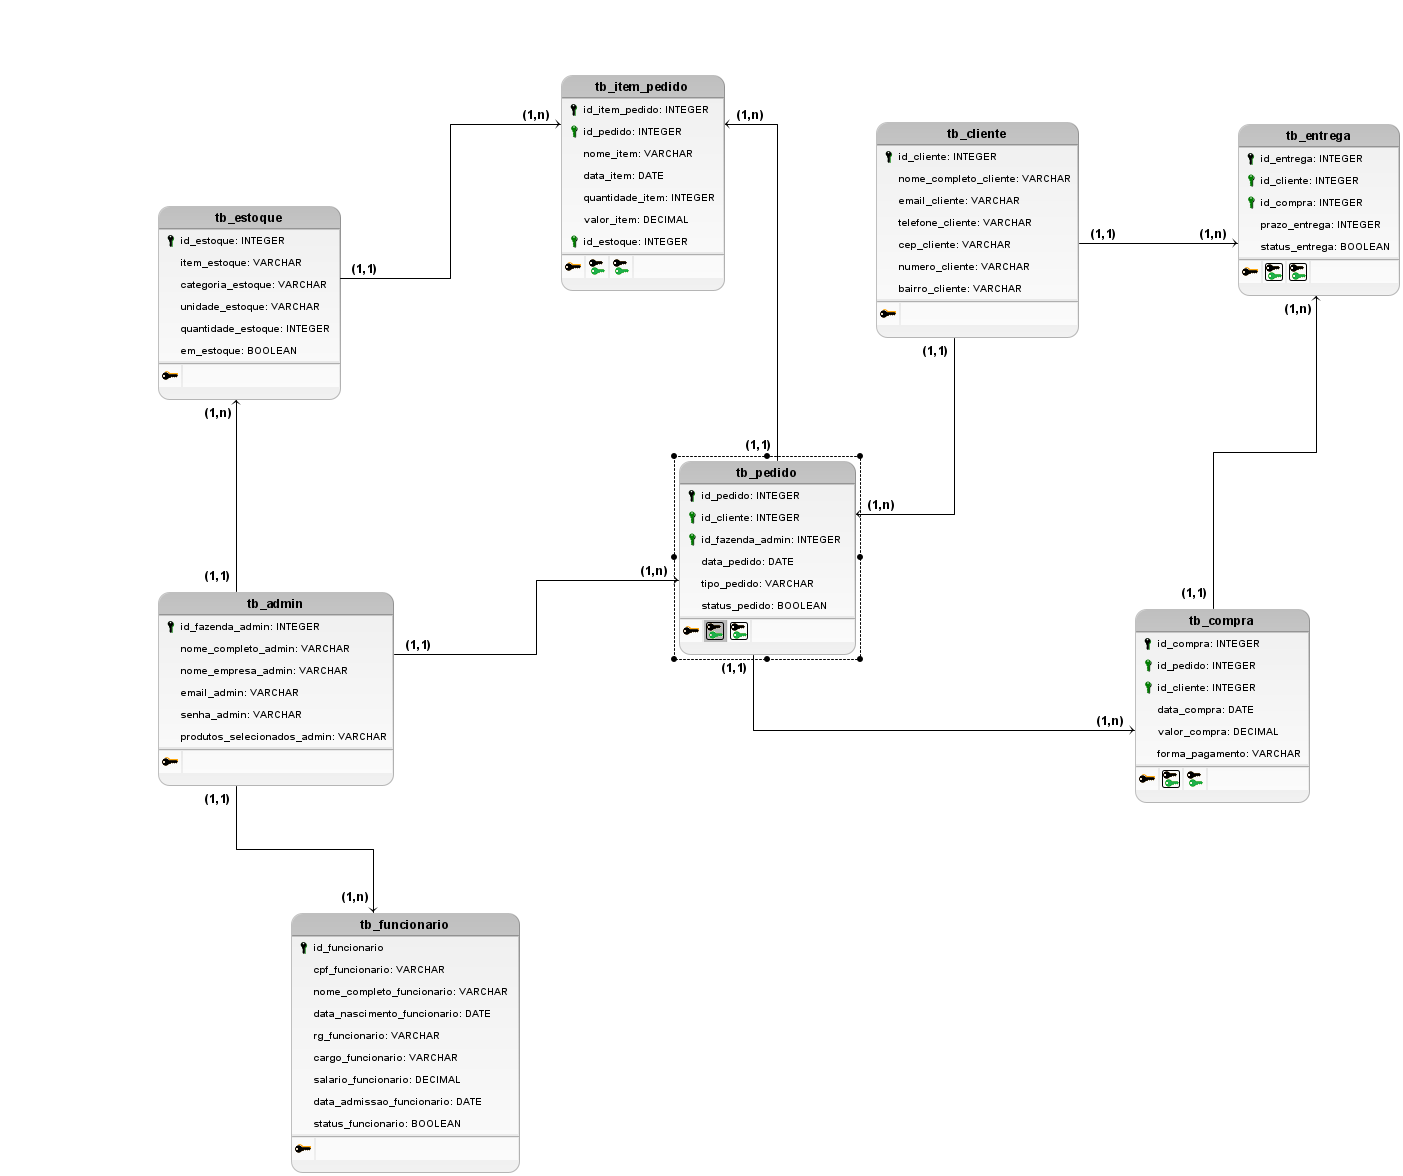 tb_item_pedido
id_item_pedido: INTEGER
id_pedido: INTEGER
nome_item: VARCHAR
data_item: DATE
quantidade_item: INTEGER
valor_item: DECIMAL
id_estoque: INTEGER
(1,n)
(1,n)
tb_cliente
id_cliente: INTEGER
nome_completo_cliente: VARCHAR
email_cliente: VARCHAR
telefone_cliente: VARCHAR
cep_cliente: VARCHAR
numero_cliente: VARCHAR
bairro_cliente: VARCHAR
(1,1)
(1,n)
(1,1)
tb_entrega
id_entrega: INTEGER
id_cliente: INTEGER
id_compra: INTEGER
prazo_entrega: INTEGER
status_entrega: BOOLEAN
(1,n)
tb_estoque
id_estoque: INTEGER
item_estoque: VARCHAR
categoria_estoque: VARCHAR
unidade_estoque: VARCHAR
quantidade_estoque: INTEGER
em_estoque: BOOLEAN
(1,1)
(1,n)
(1,1)
tb_pedido
id_pedido: INTEGER
id_cliente: INTEGER
id_fazenda_admin: INTEGER
data_pedido: DATE
tipo_pedido: VARCHAR
status_pedido: BOOLEAN
(1,n)
(1,n)
(1,1)
(1,1)
tb_admin
id_fazenda_admin: INTEGER
nome_completo_admin: VARCHAR
nome_empresa_admin: VARCHAR
email_admin: VARCHAR
senha_admin: VARCHAR
produtos_selecionados_admin: VARCHAR
(1,1)
(1,1)
(1,1)
tb_compra
id_compra: INTEGER
id_pedido: INTEGER
id_cliente: INTEGER
data_compra: DATE
valor_compra: DECIMAL
forma_pagamento: VARCHAR
(1,n)
(1,n)
tb_funcionario
id_funcionario
cpf_funcionario: VARCHAR
nome_completo_funcionario: VARCHAR
data_nascimento_funcionario: DATE
rg_funcionario: VARCHAR
cargo_funcionario: VARCHAR
salario_funcionario: DECIMAL
data_admissao_funcionario: DATE
status_funcionario: BOOLEAN